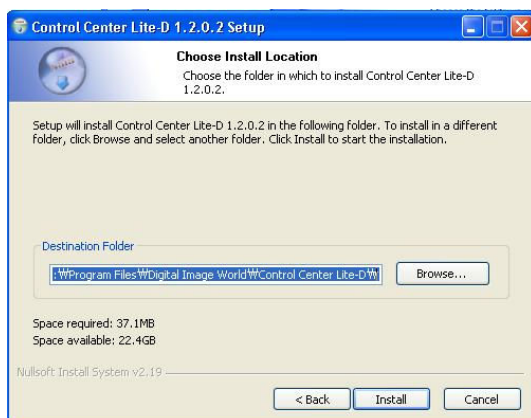 Control Center Lite-D 1.2.0.2 Setup
Choose Install Location
Choose the folder in which to install Control Center Lite-D
1.2.0.2.
Setup will install Control Center Lite-D 1.2.0.2 in the following folder. To install in a different
folder, click Browse and select another folder. Click Install to start the installation.
Destination Folder
:₩Program Files₩Digital Image World₩Control Center Lite-D₩
Browse...
Space required: 37.1MB
Space available: 22.4GB
Nullsoft Install System v2.19
< Back
Install
Cancel